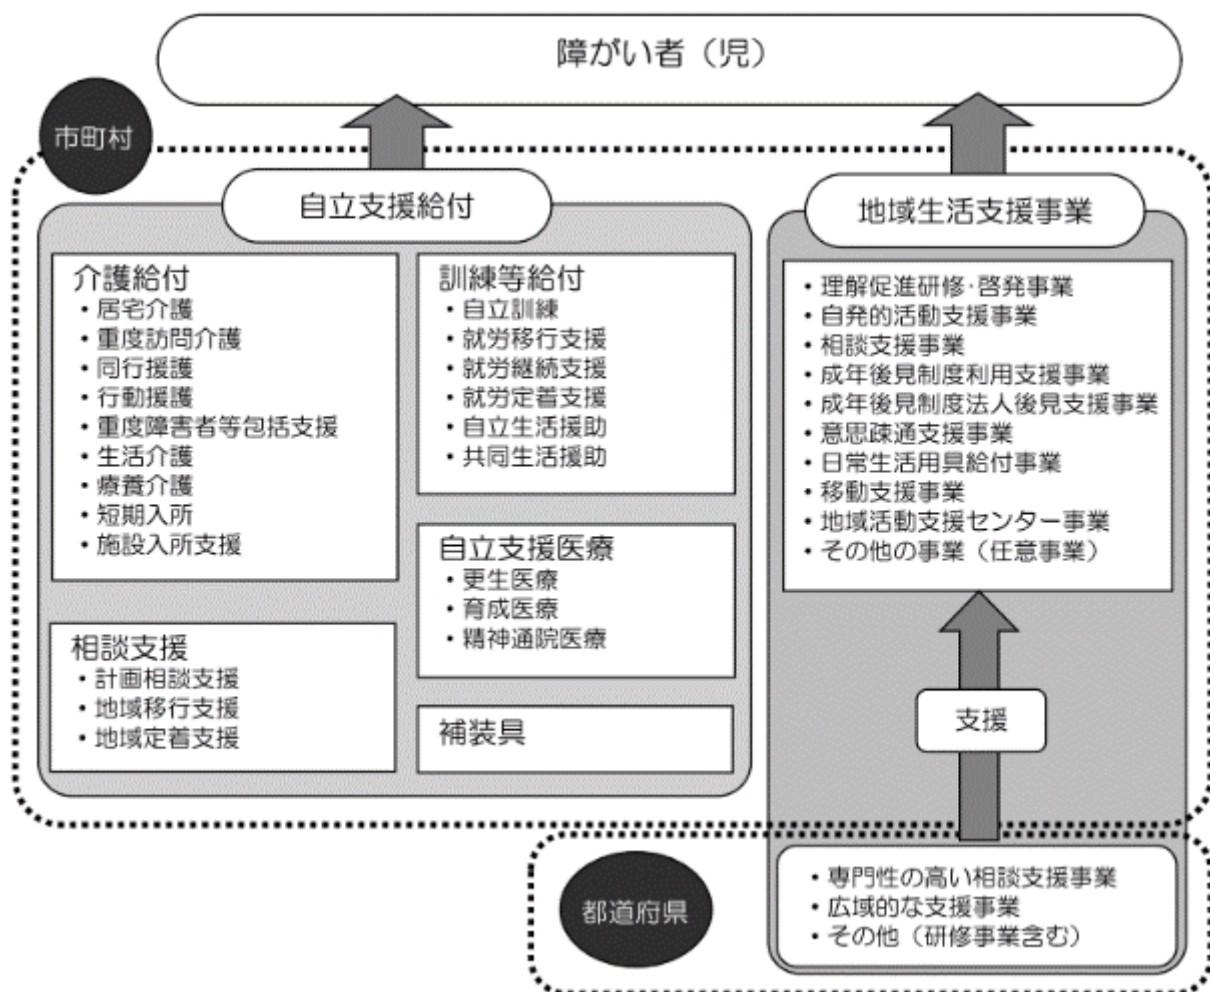 障がい者（児）
市町村
自立支援給付
介護給付
・居宅介護
・重度訪問介護
・同行援護
・行動援護
・重度障害者等包括支援
・生活介護
・療養介護
・短期入所
・施設入所支援
相談支援
・計画相談支援
・地域移行支援
・地域定着支援
訓練等給付
・自立訓練
・就労移行支援
・就労継続支援
・就労定着支援
・自立生活援助
・共同生活援助
自立支援医療
・更生医療
・育成医療
・精神通院医療
補装具
地域生活支援事業
・理解促進研修・啓発事業
・自発的活動支援事業
・相談支援事業
・成年後見制度利用支援事業
・成年後見制度法人後見支援事業
・意思疎通支援事業
・日常生活用具給付事業
・移動支援事業
・地域活動支援センター事業
・その他の事業（任意事業）
支援
都道府県
・専門性の高い相談支援事業
・広域的な支援事業
・その他（研修事業含む）